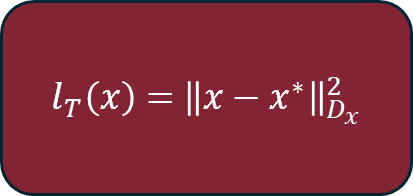 l_T(x) = ‖x − x*‖²_{D_x}